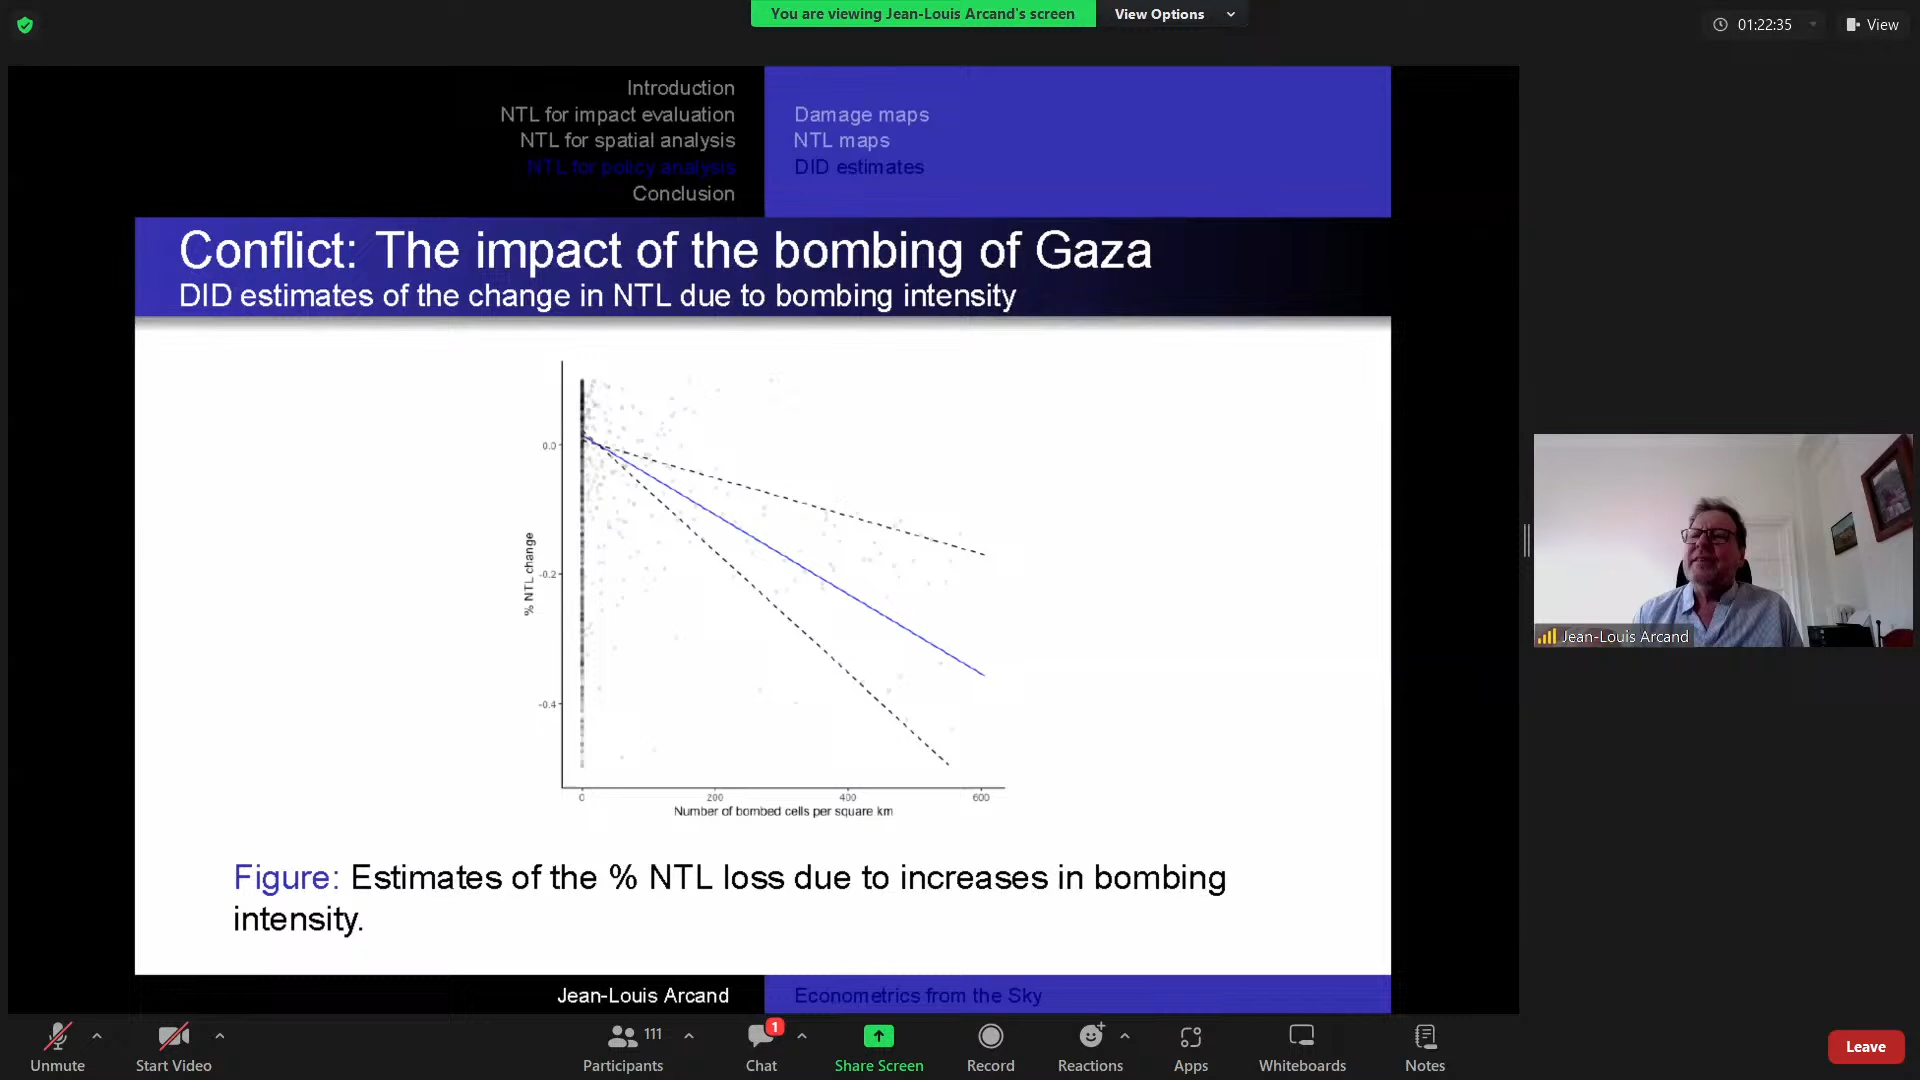 You are viewing Jean-Louis Arcand's screen
View Options
01:22:35
View
Introduction
NTL for impact evaluation
NTL for spatial analysis
NTL for policy analysis
Conclusion
Damage maps
NTL maps
DID estimates
Conflict: The impact of the bombing of Gaza
DID estimates of the change in NTL due to bombing intensity
0.0
-0.2
-0.4
% NTL change
0 200 400 600
Number of bombed cells per square km
Figure: Estimates of the % NTL loss due to increases in bombing
intensity.
Jean-Louis Arcand
Econometrics from the Sky
Jean-Louis Arcand
Unmute
Start Video
111
Participants
1
Chat
Share Screen
Record
Reactions
Apps
Whiteboards
Notes
Leave